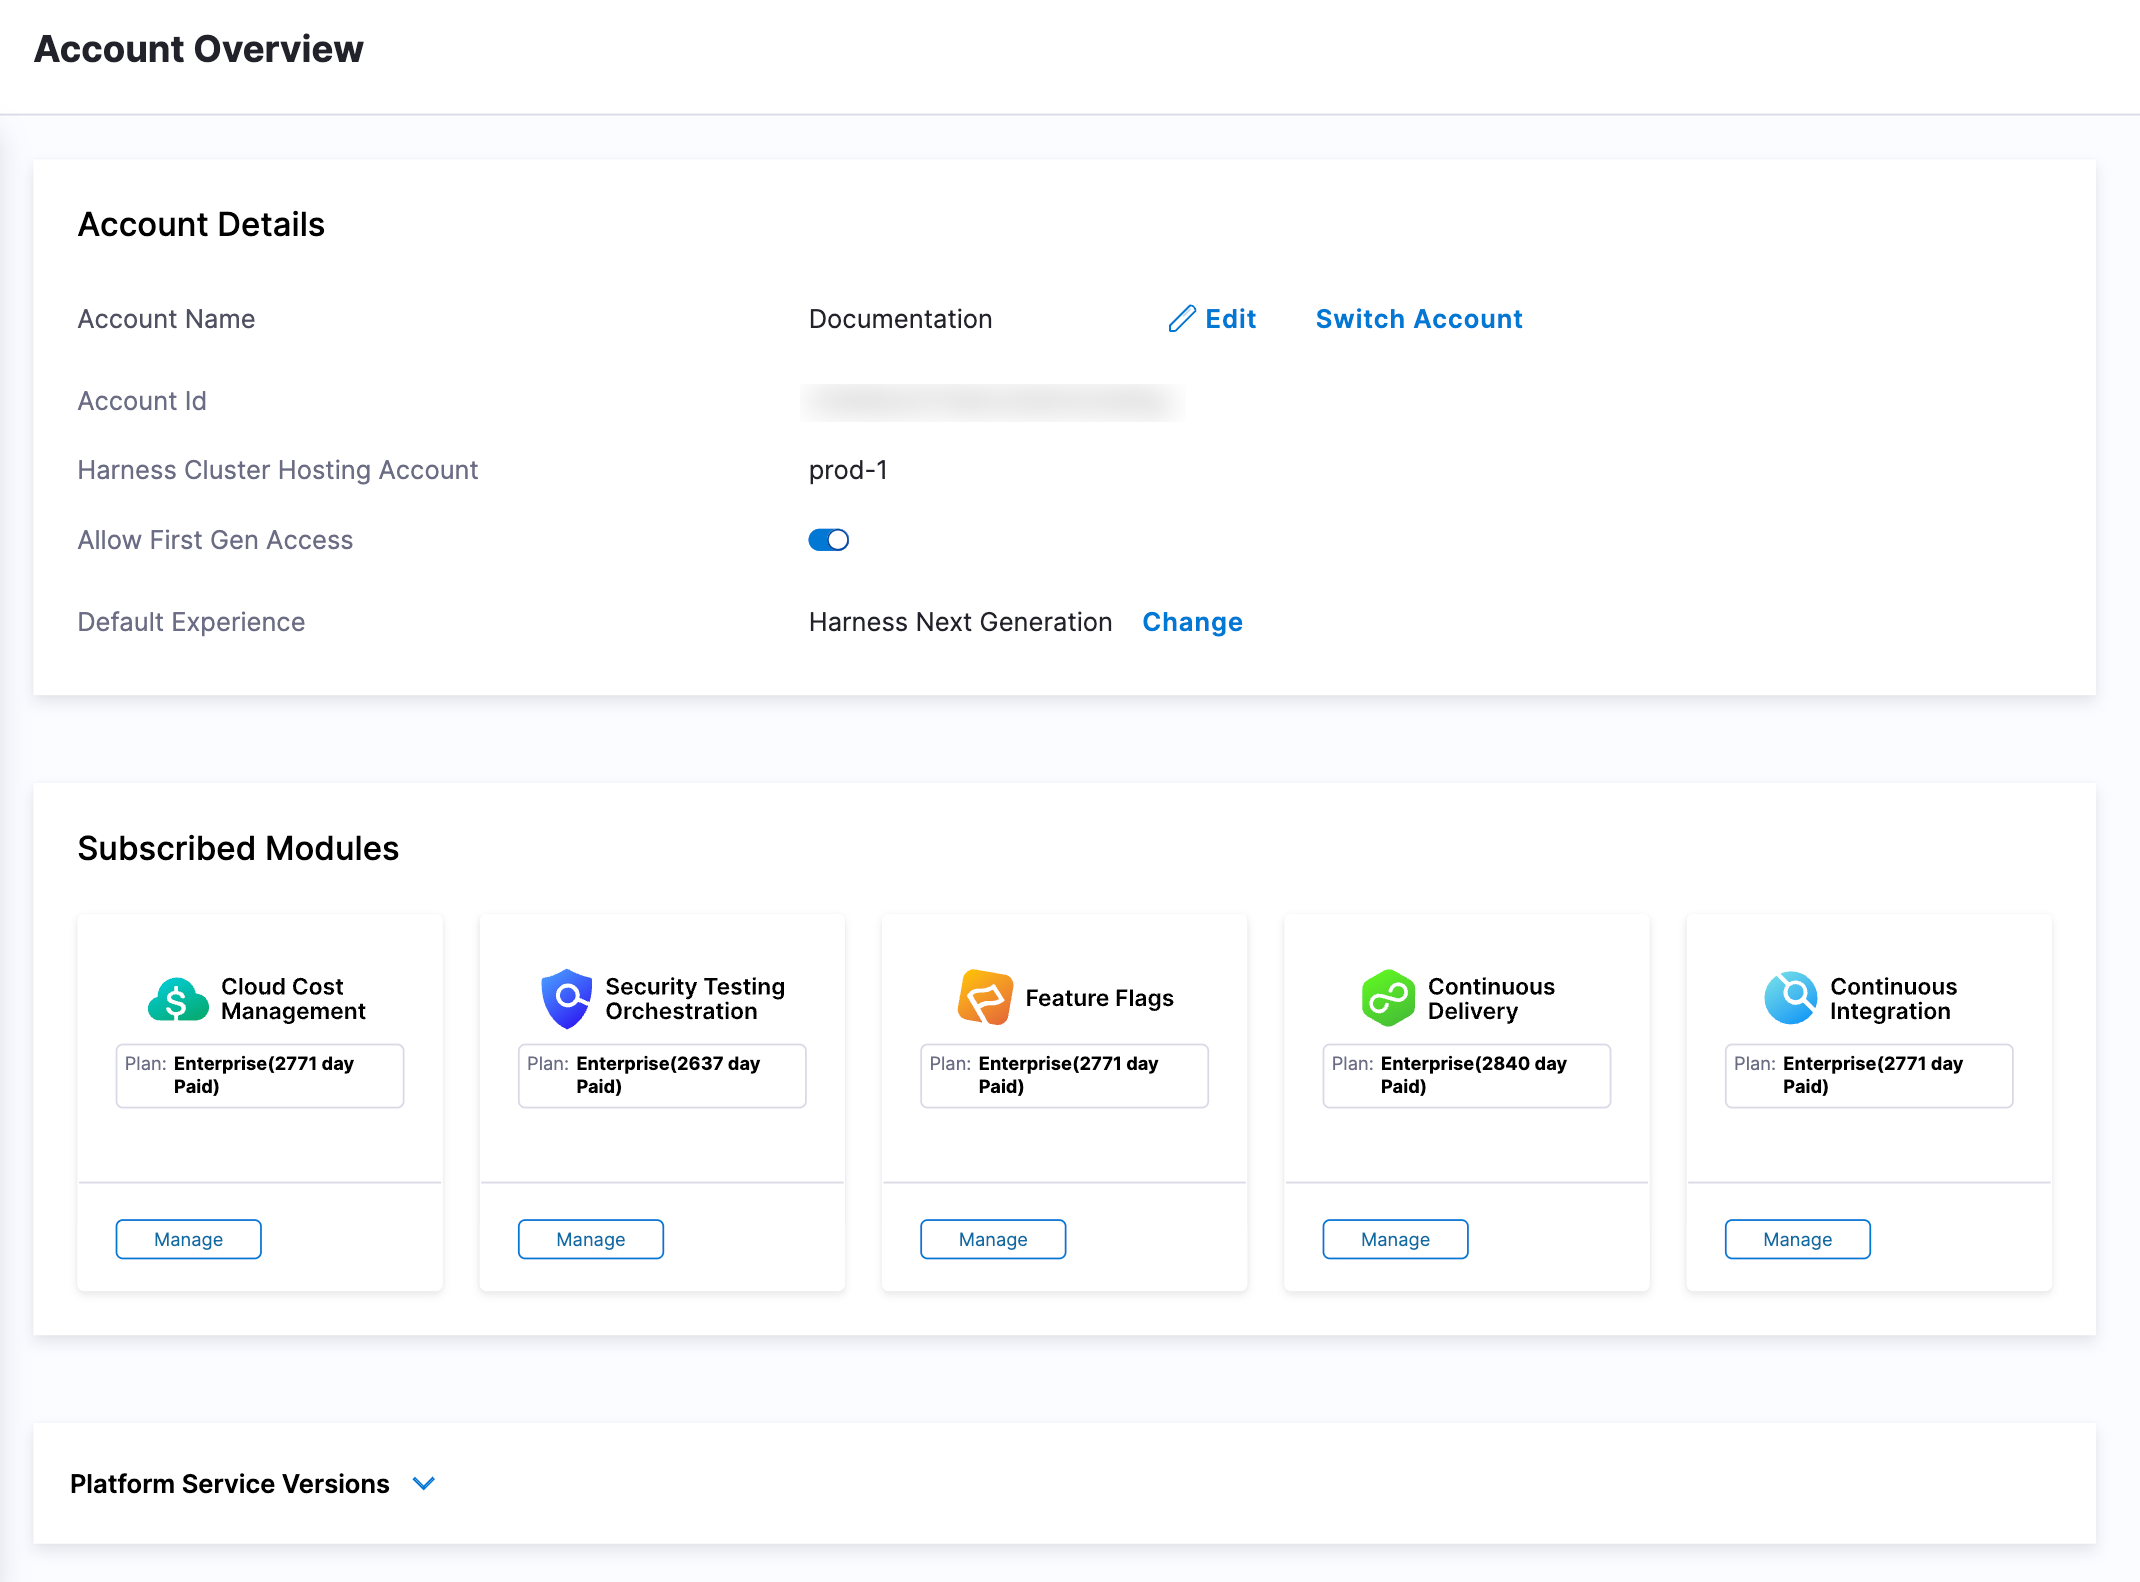 Account Overview
Account Details
Account Name
Documentation
Edit
Switch Account
Account Id
Harness Cluster Hosting Account
prod-1
Allow First Gen Access
Default Experience
Harness Next Generation
Change
Subscribed Modules
Cloud Cost
Management
Plan: Enterprise(2771 day
Paid)
Manage
Security Testing
Orchestration
Plan: Enterprise(2637 day
Paid)
Manage
Feature Flags
Plan: Enterprise(2771 day
Paid)
Manage
Continuous
Delivery
Plan: Enterprise(2840 day
Paid)
Manage
Continuous
Integration
Plan: Enterprise(2771 day
Paid)
Manage
Platform Service Versions